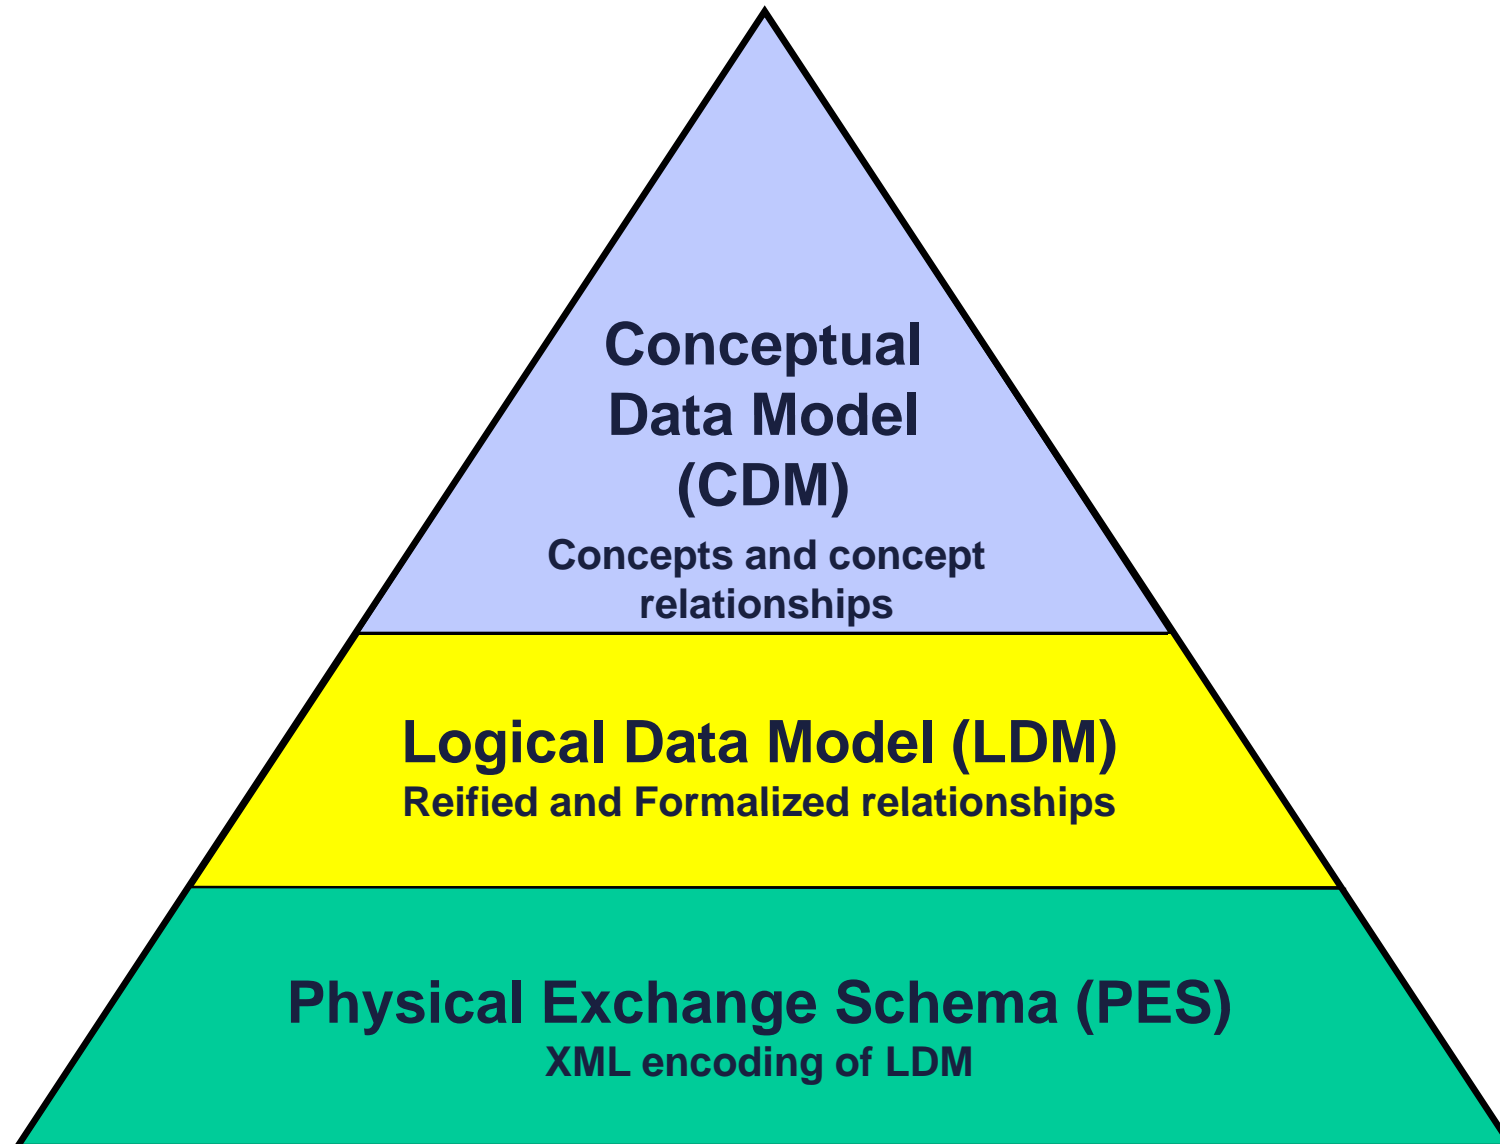 Conceptual
Data Model
(CDM)
Concepts and concept
relationships
Logical Data Model (LDM)
Reified and Formalized relationships
Physical Exchange Schema (PES)
XML encoding of LDM